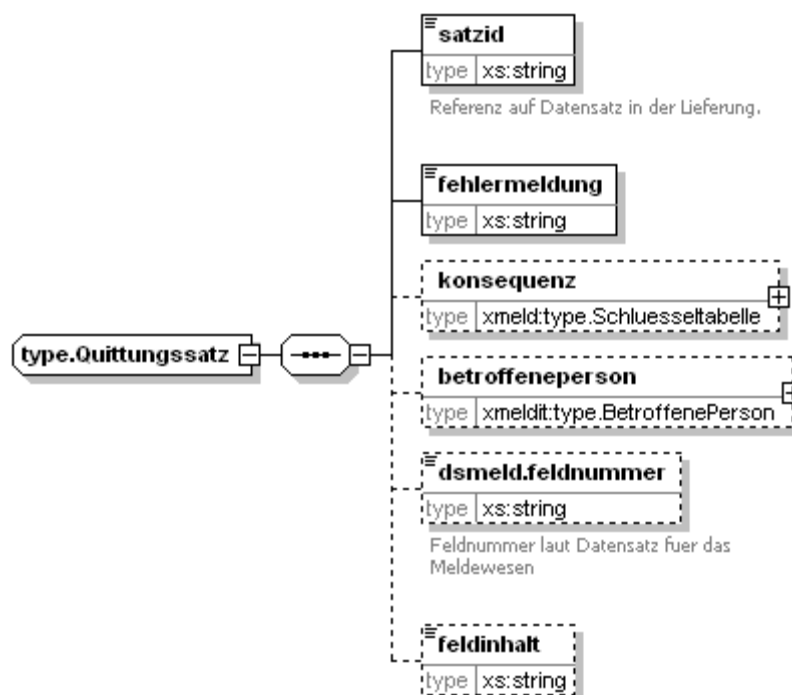 satzid
type xs:string
Referenz auf Datensatz in der Lieferung.
fehlermeldung
type xs:string
konsequenz
type xmeld:type.Schluesseltabelle
type.Quittungssatz
betroffeneperson
type xmeldit:type.BetroffenePerson
dsmeld.feldnummer
type xs:string
Feldnummer laut Datensatz fuer das
Meldewesen
feldinhalt
type xs:string